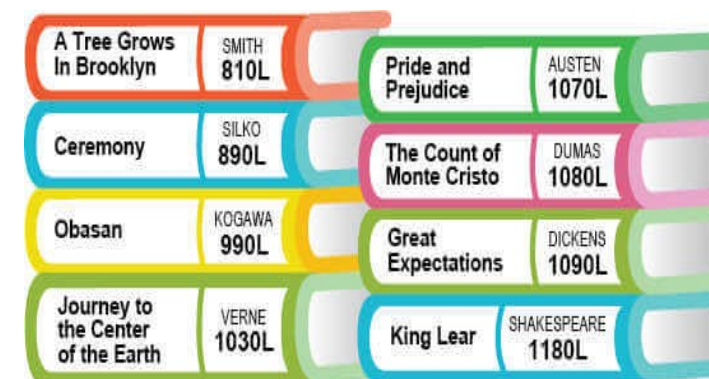 A Tree Grows
In Brooklyn
SMITH
810L
Ceremony
SILKO
890L
Obasan
KOGAWA
990L
Journey to
the Center
of the Earth
VERNE
1030L
Pride and
Prejudice
AUSTEN
1070L
The Count of
Monte Cristo
DUMAS
1080L
Great
Expectations
DICKENS
1090L
King Lear
SHAKESPEARE
1180L